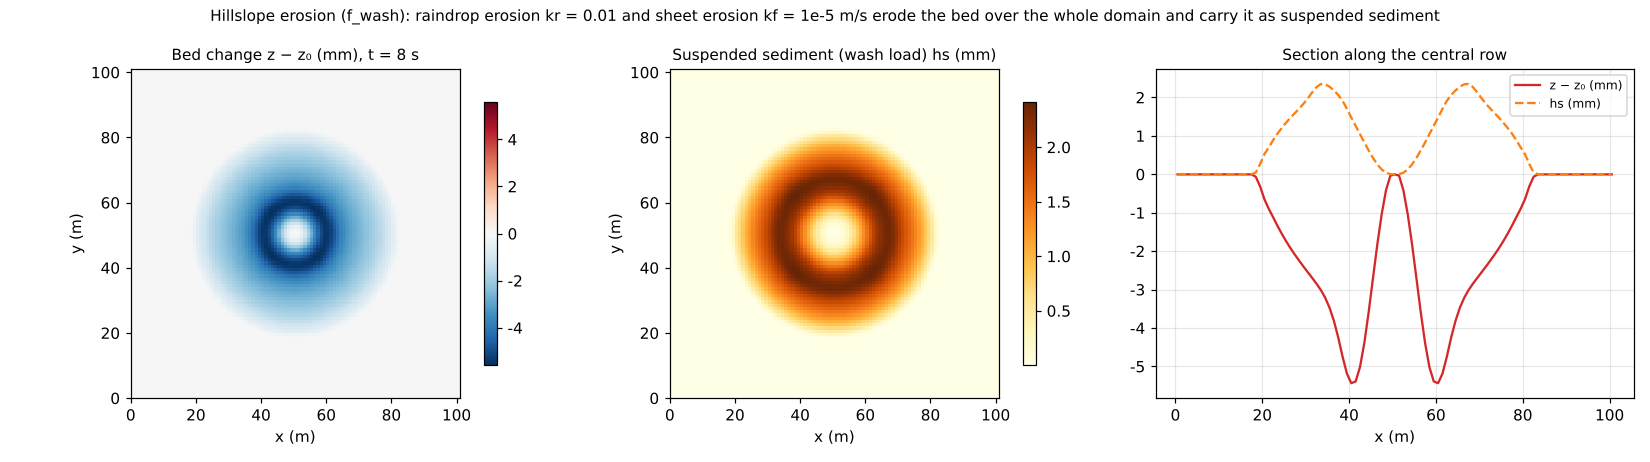 Hillslope erosion (f_wash): raindrop erosion kr = 0.01 and sheet erosion kf = 1e-5 m/s erode the bed over the whole domain and carry it as suspended sediment
Bed change z − z₀ (mm), t = 8 s
100
80
60
40
20
0
0 20 40 60 80 100
y (m)
x (m)
4
2
0
-2
-4
Suspended sediment (wash load) hs (mm)
100
80
60
40
20
0
0 20 40 60 80 100
y (m)
x (m)
2.0
1.5
1.0
0.5
Section along the central row
z − z₀ (mm)
hs (mm)
2
1
0
-1
-2
-3
-4
-5
0 20 40 60 80 100
x (m)